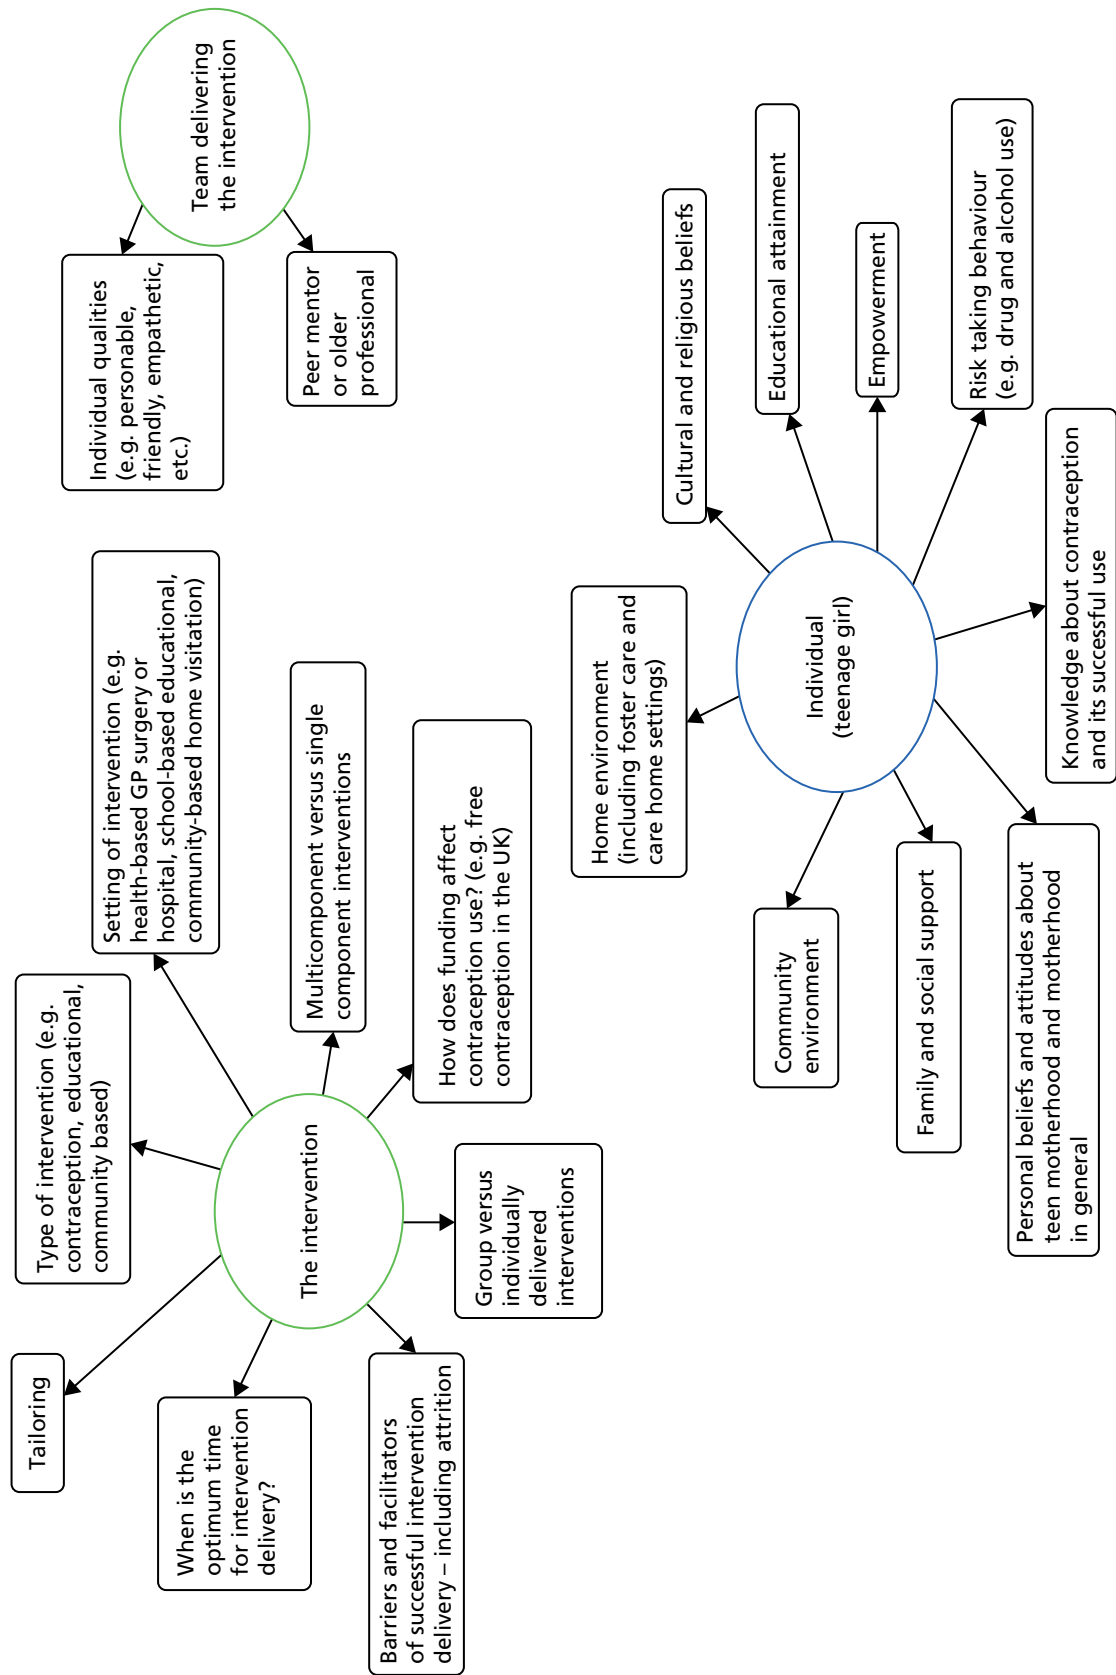 Tailoring
Type of intervention (e.g.
contraception, educational,
community based)
Setting of intervention (e.g.
health-based GP surgery or
hospital, school-based educational,
community-based home visitation)
When is the
optimum time
for intervention
delivery?
The intervention
Multicomponent versus single
component interventions
Barriers and facilitators
of successful intervention
delivery – including attrition
Group versus
individually
delivered
interventions
How does funding affect
contraception use? (e.g. free
contraception in the UK)
Individual qualities
(e.g. personable,
friendly, empathetic,
etc.)
Team delivering
the intervention
Peer mentor
or older
professional
Home environment
(including foster care and
care home settings)
Cultural and religious beliefs
Community
environment
Individual
(teenage girl)
Educational attainment
Empowerment
Family and social support
Risk taking behaviour
(e.g. drug and alcohol use)
Personal beliefs and attitudes about
teen motherhood and motherhood
in general
Knowledge about contraception
and its successful use